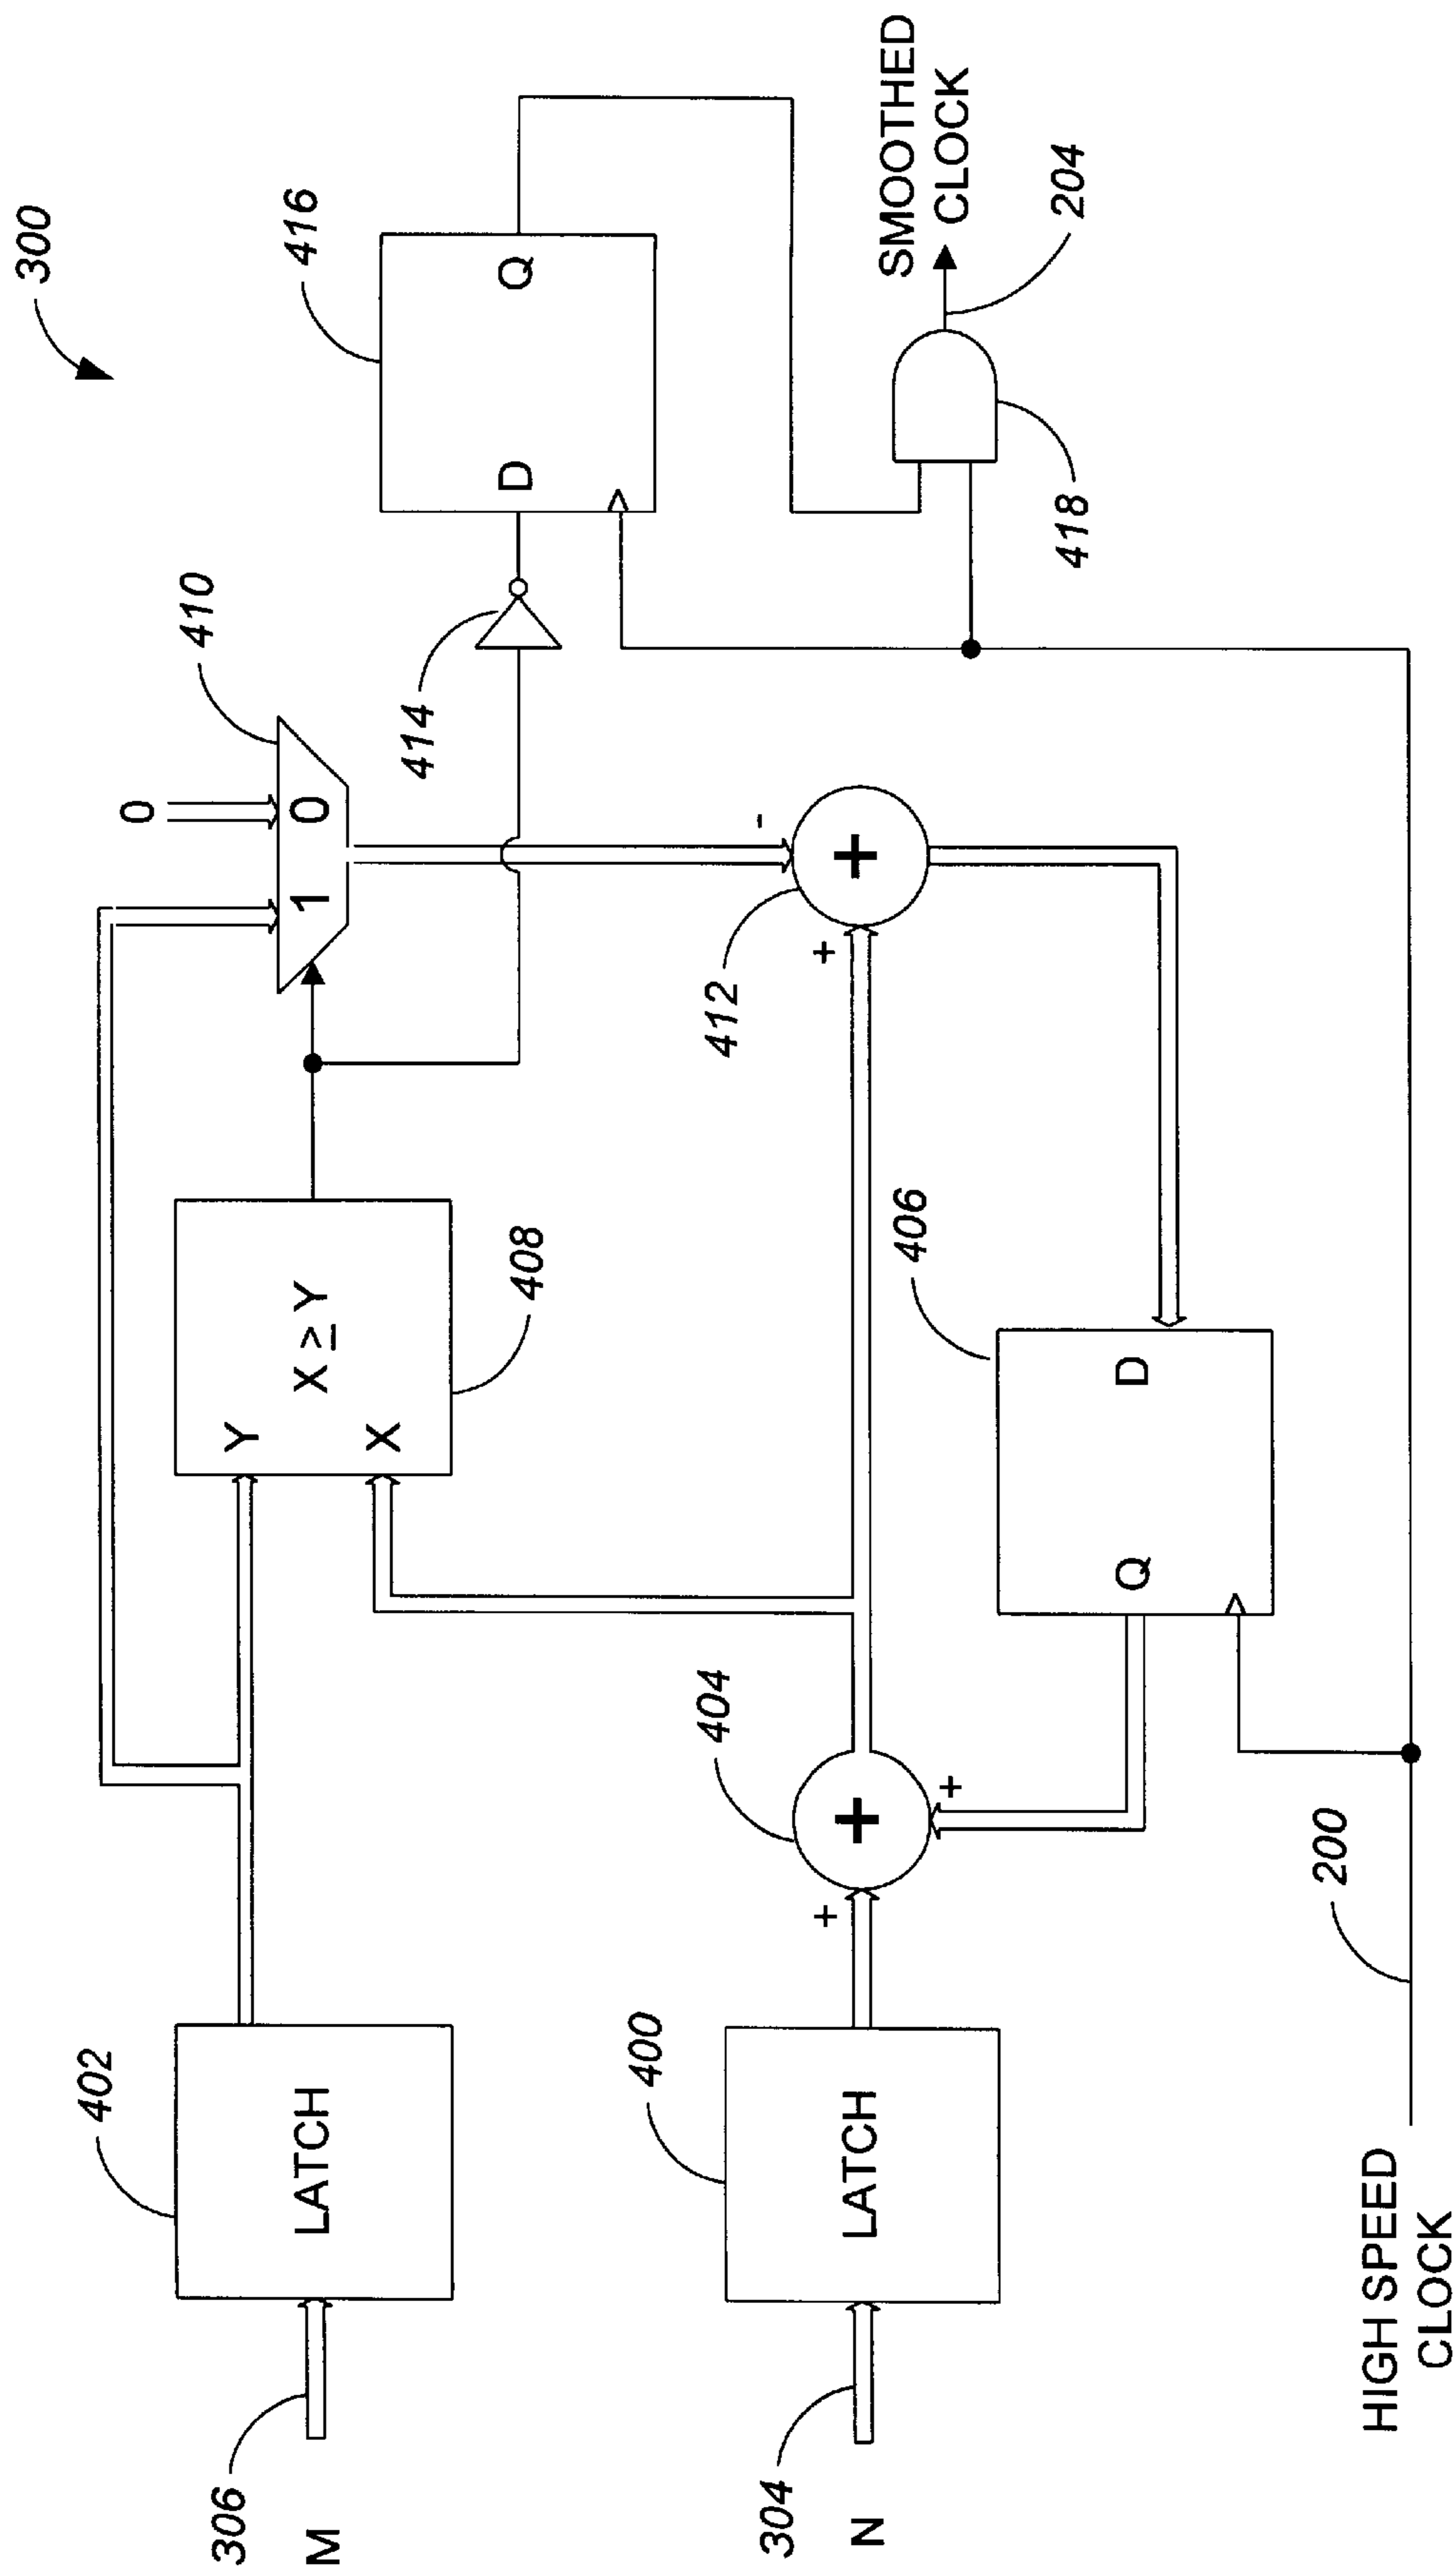 300
416
D
Q
SMOOTHED
CLOCK
204
418
410
0
0
1
414
-
+
412
+
Y
X ≥ Y
X
408
406
D
Q
404
+
+
+
402
LATCH
400
LATCH
200
306
M
304
N
HIGH SPEED
CLOCK